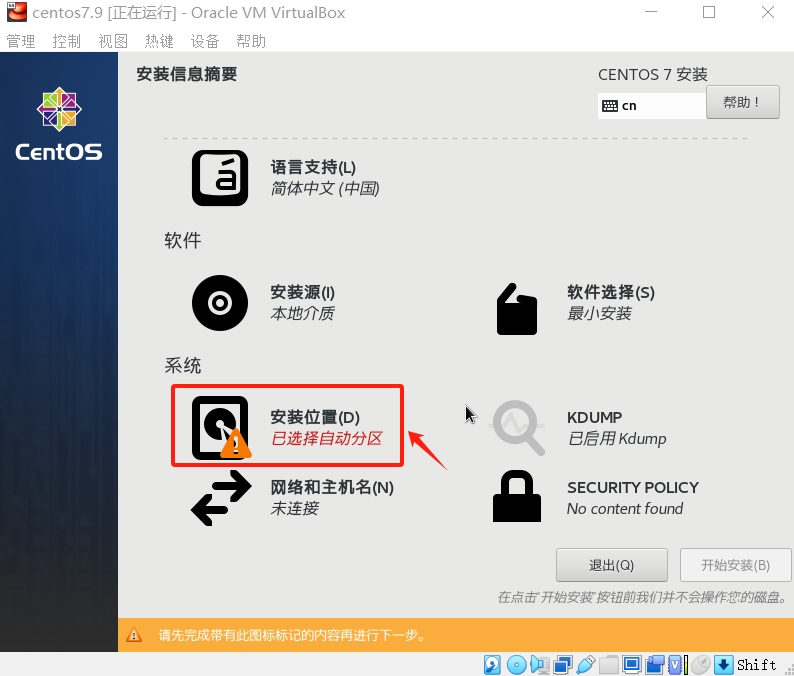 centos7.9 [正在运行] - Oracle VM VirtualBox
管理 控制 视图 热键 设备 帮助
CentOS
安装信息摘要
CENTOS 7 安装
cn
帮助！
语言支持(L)
简体中文 (中国)
软件
安装源(I)
本地介质
软件选择(S)
最小安装
系统
安装位置(D)
已选择自动分区
KDUMP
已启用 Kdump
网络和主机名(N)
未连接
SECURITY POLICY
No content found
退出(Q)
开始安装(B)
在点击'开始安装'按钮前我们并不会操作您的磁盘。
请先完成带有此图标标记的内容再进行下一步。
Shift